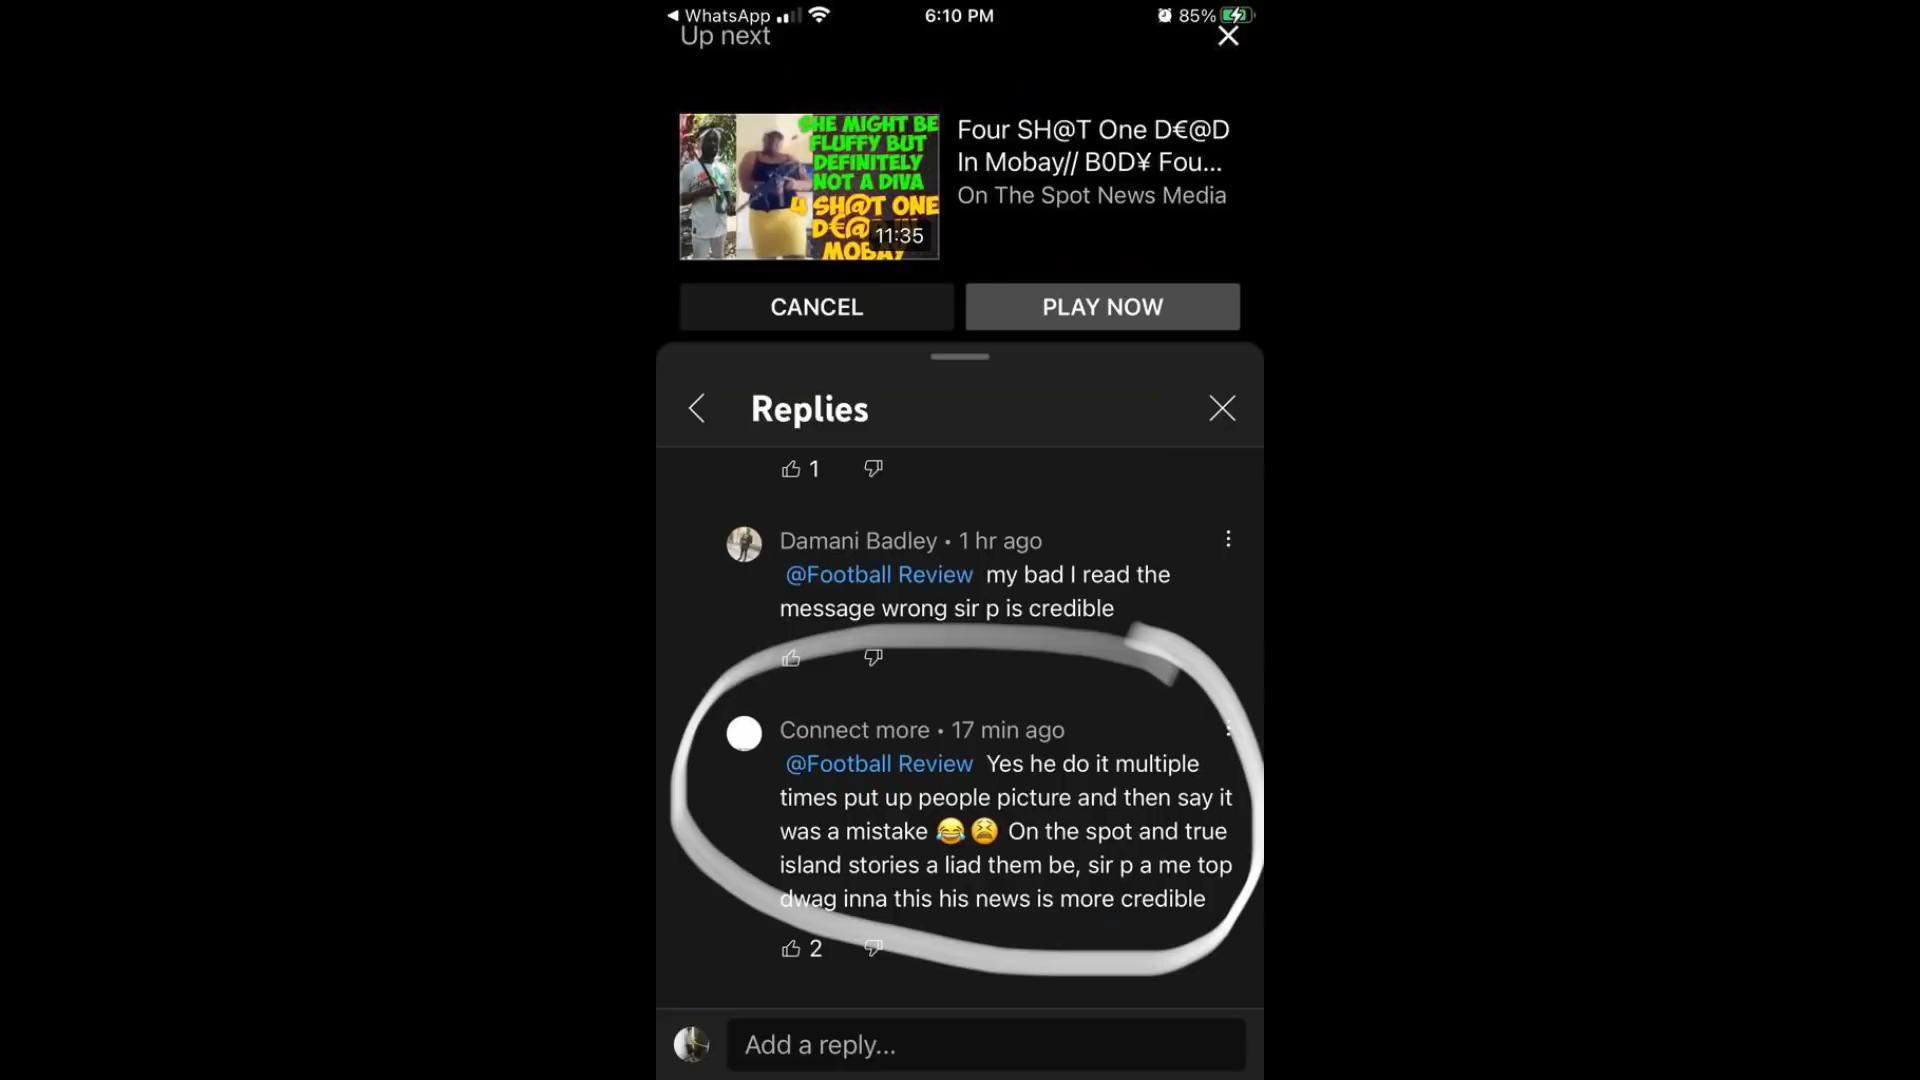 ◀ WhatsApp 6:10 PM 85%
Up next
SHE MIGHT BE
FLUFFY BUT
DEFINITELY
NOT A DIVA
4 SH@T ONE
D€@D IN
MOBAY
11:35
Four SH@T One D€@D
In Mobay// B0D¥ Fou...
On The Spot News Media
CANCEL PLAY NOW
Replies
1
Damani Badley • 1 hr ago
@Football Review my bad I read the
message wrong sir p is credible
Connect more • 17 min ago
@Football Review Yes he do it multiple
times put up people picture and then say it
was a mistake 😂😫 On the spot and true
island stories a liad them be, sir p a me top
dwag inna this his news is more credible
2
Add a reply...